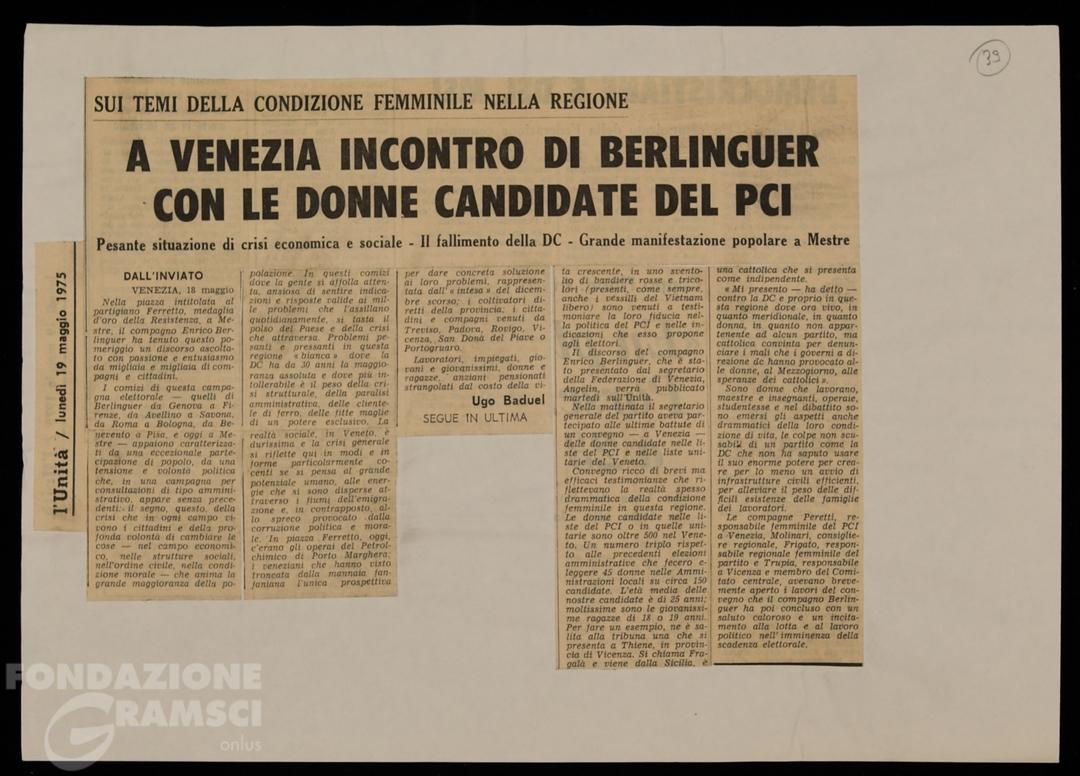 39
SUI TEMI DELLA CONDIZIONE FEMMINILE NELLA REGIONE
A VENEZIA INCONTRO DI BERLINGUER
CON LE DONNE CANDIDATE DEL PCI
Pesante situazione di crisi economica e sociale - Il fallimento della DC - Grande manifestazione popolare a Mestre
l'Unità / lunedì 19 maggio 1975
DALL'INVIATO
VENEZIA, 18 maggio
Nella piazza intitolata al
partigiano Ferretto, medaglia
d'oro della Resistenza, a Me-
stre, il compagno Enrico Ber-
linguer ha tenuto questo po-
meriggio un discorso ascolta-
to con passione e entusiasmo
da migliaia e migliaia di com-
pagni e cittadini.
I comizi di questa campa-
gna elettorale — quelli di
Berlinguer da Genova a Fi-
renze, da Avellino a Savona,
da Roma a Bologna, da Be-
nevento a Pisa, e oggi a Me-
stre — appaiono caratterizza-
ti da una eccezionale parte-
cipazione di popolo, da una
tensione e volontà politica
che, in una campagna per
consultazioni di tipo ammini-
strativo, appare senza prece-
denti: il segno, questo, della
crisi che in ogni campo vi-
vono i cittadini e della pro-
fonda volontà di cambiare le
cose — nel campo economi-
co, nelle strutture sociali,
nell'ordine civile, nella condi-
zione morale — che anima la
grande maggioranza della po-
polazione. In questi comizi
dove la gente si affolla atten-
ta, ansiosa di sentire indica-
zioni e risposte valide ai mil-
le problemi che l'assillano
quotidianamente, si tasta il
polso del Paese e della crisi
che attraversa. Problemi pe-
santi e pressanti in questa
regione « bianca » dove la
DC ha da 30 anni la maggio-
ranza assoluta e dove più in-
tollerabile è il peso della cri-
si strutturale, della paralisi
amministrativa, delle cliente-
le di ferro, delle fitte maglie
di un potere esclusivo. La
realtà sociale, in Veneto, è
durissima e la crisi generale
si riflette qui in modi e in
forme particolarmente co-
centi se si pensa al grande
potenziale umano, alle ener-
gie che si sono disperse at-
traverso i fiumi dell'emigra-
zione e, in contrapposto, al-
lo spreco provocato dalla
corruzione politica e mora-
le. In piazza Ferretto, oggi,
c'erano gli operai del Petrol-
chimico di Porto Marghera;
i veneziani che hanno visto
troncata dalla mannaia fan-
faniana l'unica prospettiva
per dare concreta soluzione
ai loro problemi, rappresen-
tata dall'« intesa » del dicem-
bre scorso; i coltivatori di-
retti della provincia, i citta-
dini e compagni venuti da
Treviso, Padova, Rovigo, Vi-
cenza, San Donà del Piave o
Portogruaro.
Lavoratori, impiegati, gio-
vani e giovanissimi, donne e
ragazze, anziani pensionati
strangolati dal costo della vi-
Ugo Baduel
SEGUE IN ULTIMA
ta crescente, in uno svento-
lio di bandiere rosse e trico-
lori (presenti, come sempre,
anche i vessilli del Vietnam
libero) sono venuti a testi-
moniare la loro fiducia nel-
la politica del PCI e nelle in-
dicazioni che esso propone
agli elettori.
Il discorso del compagno
Enrico Berlinguer, che è sta-
to presentato dal segretario
della Federazione di Venezia,
Angelin, verrà pubblicato
martedì sull'Unità.
Nella mattinata il segretario
generale del partito aveva par-
tecipato alle ultime battute di
un convegno — a Venezia —
delle donne candidate nelle li-
ste del PCI e nelle liste uni-
tarie del Veneto.
Convegno ricco di brevi ma
efficaci testimonianze che ri-
flettevano la realtà spesso
drammatica della condizione
femminile in questa regione.
Le donne candidate nelle li-
ste del PCI o in quelle unita-
rie sono oltre 500 nel Vene-
to. Un numero triplo rispetto
alle precedenti elezioni
amministrative che fecero e-
leggere 45 donne nelle Ammi-
nistrazioni locali su circa 150
candidate. L'età media delle
nostre candidate è di 25 anni;
moltissime sono le giovanissi-
me ragazze di 18 o 19 anni.
Per fare un esempio, ne è sa-
lita alla tribuna una che si
presenta a Thiene, in provin-
cia di Vicenza. Si chiama Fra-
galà e viene dalla Sicilia, è
una cattolica che si presenta
come indipendente.
« Mi presento — ha detto —
contro la DC e proprio in que-
sta regione dove ora vivo, in
quanto meridionale, in quanto
donna, in quanto non appar-
tenente ad alcun partito, ma
cattolica convinta per denun-
ciare i mali che i governi a di-
rezione dc hanno provocato al-
le donne, al Mezzogiorno, alle
speranze dei cattolici ».
Sono donne che lavorano,
maestre e insegnanti, operaie,
studentesse e nel dibattito so-
no emersi gli aspetti anche
drammatici della loro condi-
zione di vita, le colpe non scu-
sabili di un partito come la
DC che non ha saputo usare
il suo enorme potere per crea-
re per lo meno un avvio di
infrastrutture civili efficienti,
per alleviare il peso delle dif-
ficili esistenze delle famiglie
dei lavoratori.
Le compagne Peretti, re-
sponsabile femminile del PCI
a Venezia, Molinari, consiglie-
re regionale, Frigato, respon-
sabile regionale femminile del
partito e Trupia, responsabile
a Vicenza e membro del Comi-
tato centrale, avevano breve-
mente aperto i lavori del con-
vegno che il compagno Berlin-
guer ha poi concluso con un
saluto caloroso e un incita-
mento alla lotta e al lavoro
politico nell'imminenza della
scadenza elettorale.
FONDAZIONE
GRAMSCI
onlus